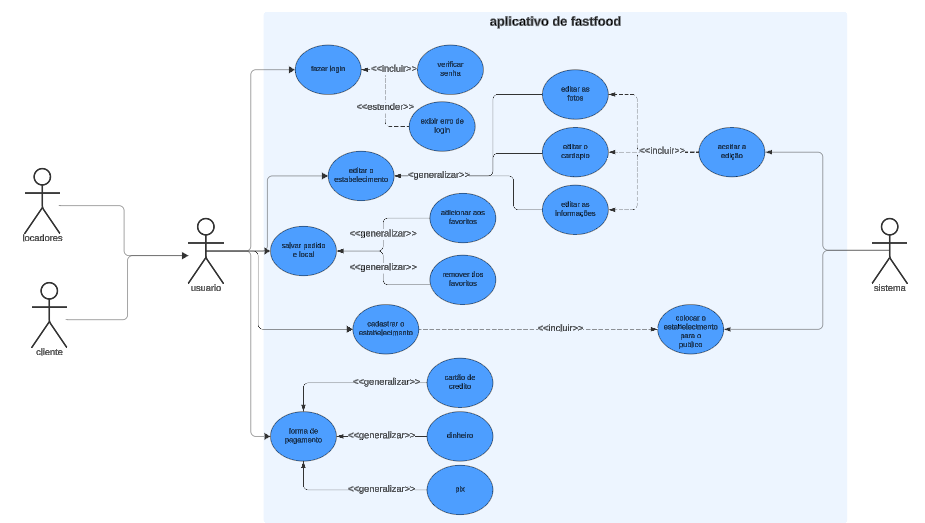 aplicativo de fastfood
fazer login
<<incluir>>
verificar
senha
<<estender>>
exibir erro de
login
editar as
fotos
editar o
cardapio
<<incluir>>
aceitar a
edição
editar o
estabelecimento
<<generalizar>>
editar as
informações
locadores
adicionar aos
favoritos
<<generalizar>>
salvar pedido
e local
<<generalizar>>
remover dos
favoritos
usuario
sistema
cadastrar o
estabelecimento
<<incluir>>
colocar o
estabelecimento
para o
publico
cliente
<<generalizar>>
cartão de
credito
forma de
pagamento
<<generalizar>>
dinheiro
<<generalizar>>
pix